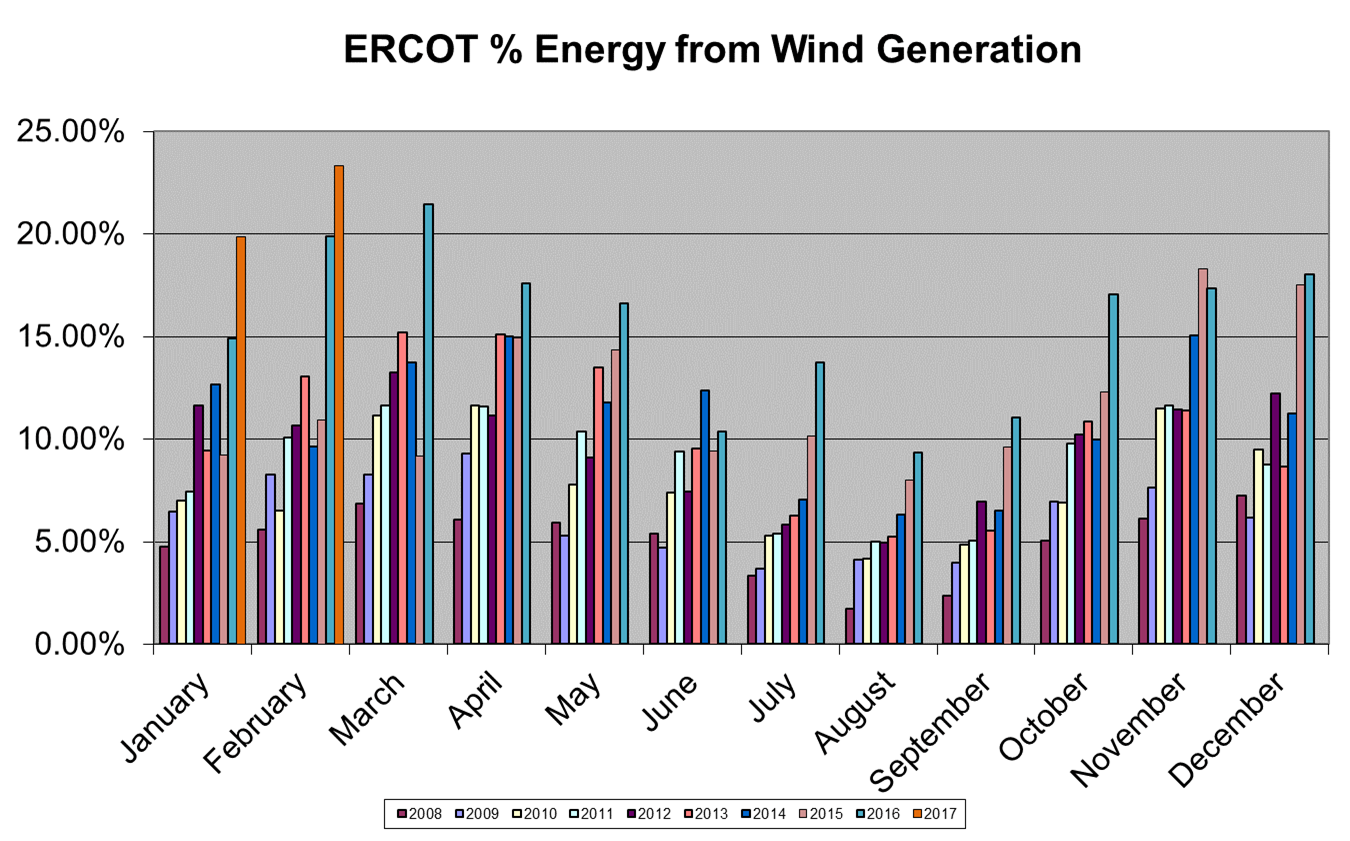 ERCOT % Energy from Wind Generation
25.00%
20.00%
15.00%
10.00%
5.00%
0.00%
January
February
March
April
May
June
July
August
September
October
November
December
2008 2009 2010 2011 2012 2013 2014 2015 2016 2017